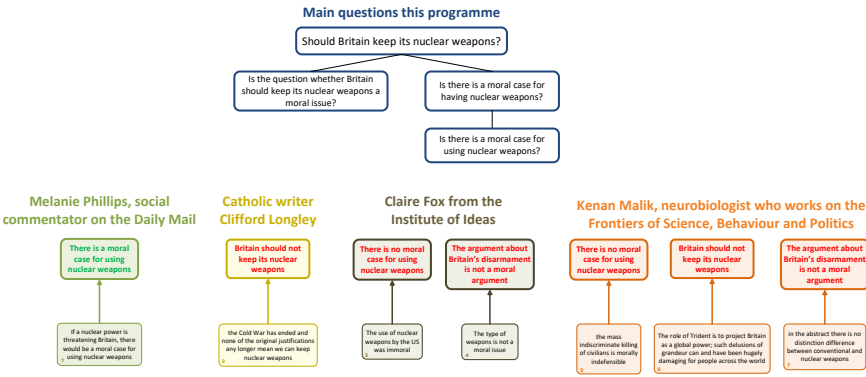 Main questions this programme
Should Britain keep its nuclear weapons?
Is the question whether Britain
should keep its nuclear weapons a
moral issue?
Is there a moral case for
having nuclear weapons?
Is there a moral case for
using nuclear weapons?
Melanie Phillips, social
commentator on the Daily Mail
There is a moral
case for using
nuclear weapons
If a nuclear power is
threatening Britain, there
would be a moral case for
using nuclear weapons
1
Catholic writer
Clifford Longley
Britain should not
keep its nuclear
weapons
the Cold War has ended and
none of the original justifications
any longer mean we can keep
nuclear weapons
2
Claire Fox from the
Institute of Ideas
There is no moral
case for using
nuclear weapons
The use of nuclear
weapons by the US
was immoral
3
The argument about
Britain's disarmament
is not a moral
argument
The type of
weapons is not a
moral issue
4
Kenan Malik, neurobiologist who works on the
Frontiers of Science, Behaviour and Politics
There is no moral
case for using
nuclear weapons
the mass
indiscriminate killing
of civilians is morally
indefensible
5
Britain should not
keep its nuclear
weapons
The role of Trident is to project Britain
as a global power; such delusions of
grandeur can and have been hugely
damaging for people across the world
6
The argument about
Britain's disarmament
is not a moral
argument
in the abstract there is no
distinction difference
between conventional and
nuclear weapons
7